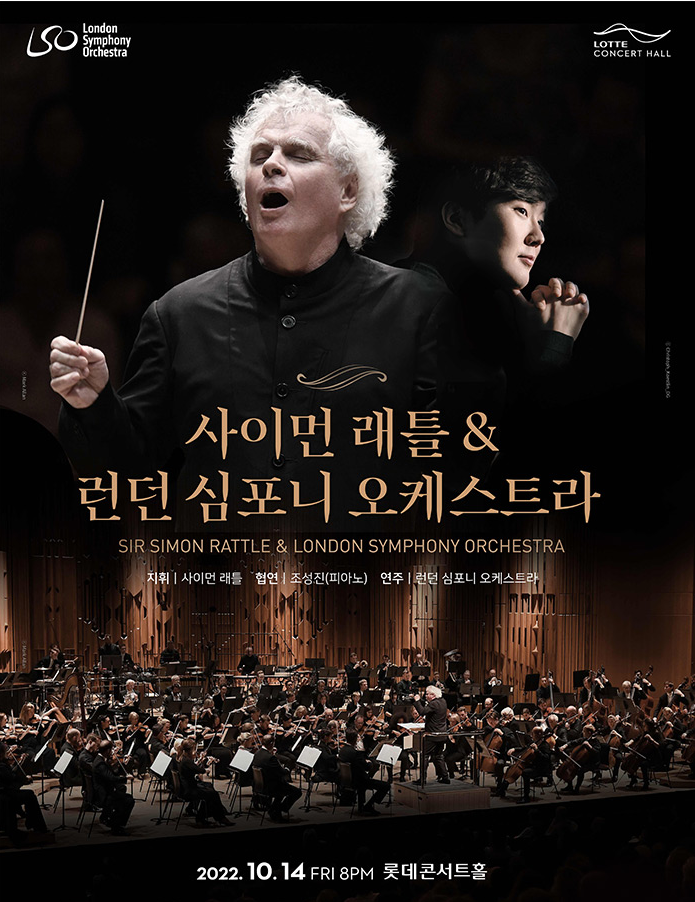 London
Symphony
Orchestra
LOTTE
CONCERT HALL
사이먼 래틀 &
런던 심포니 오케스트라
SIR SIMON RATTLE & LONDON SYMPHONY ORCHESTRA
지휘 | 사이먼 래틀 협연 | 조성진(피아노) 연주 | 런던 심포니 오케스트라
2022. 10. 14 FRI 8PM 롯데콘서트홀